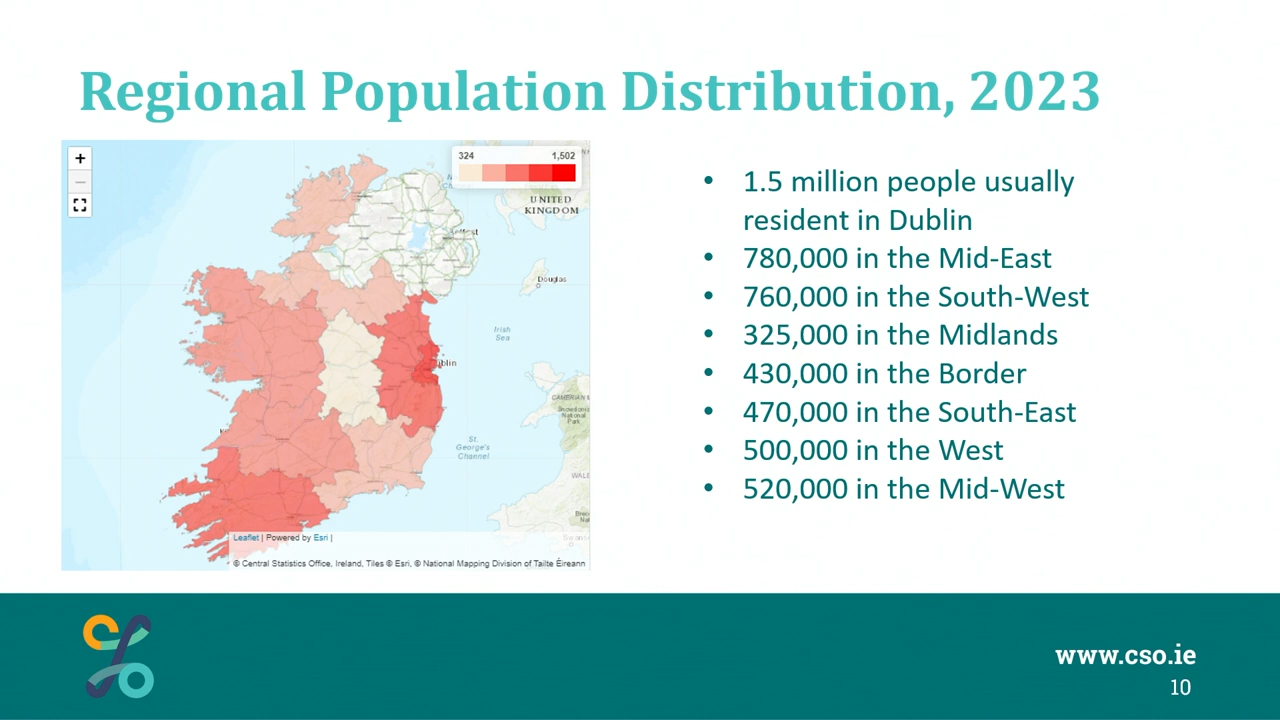 Regional Population Distribution, 2023
+
−
324 1,502
UNITED
KINGDOM
Douglas
Irish
Sea
St.
George's
Channel
Leaflet | Powered by Esri |
© Central Statistics Office, Ireland, Tiles © Esri, © National Mapping Division of Tailte Éireann
• 1.5 million people usually
resident in Dublin
• 780,000 in the Mid-East
• 760,000 in the South-West
• 325,000 in the Midlands
• 430,000 in the Border
• 470,000 in the South-East
• 500,000 in the West
• 520,000 in the Mid-West
www.cso.ie
10